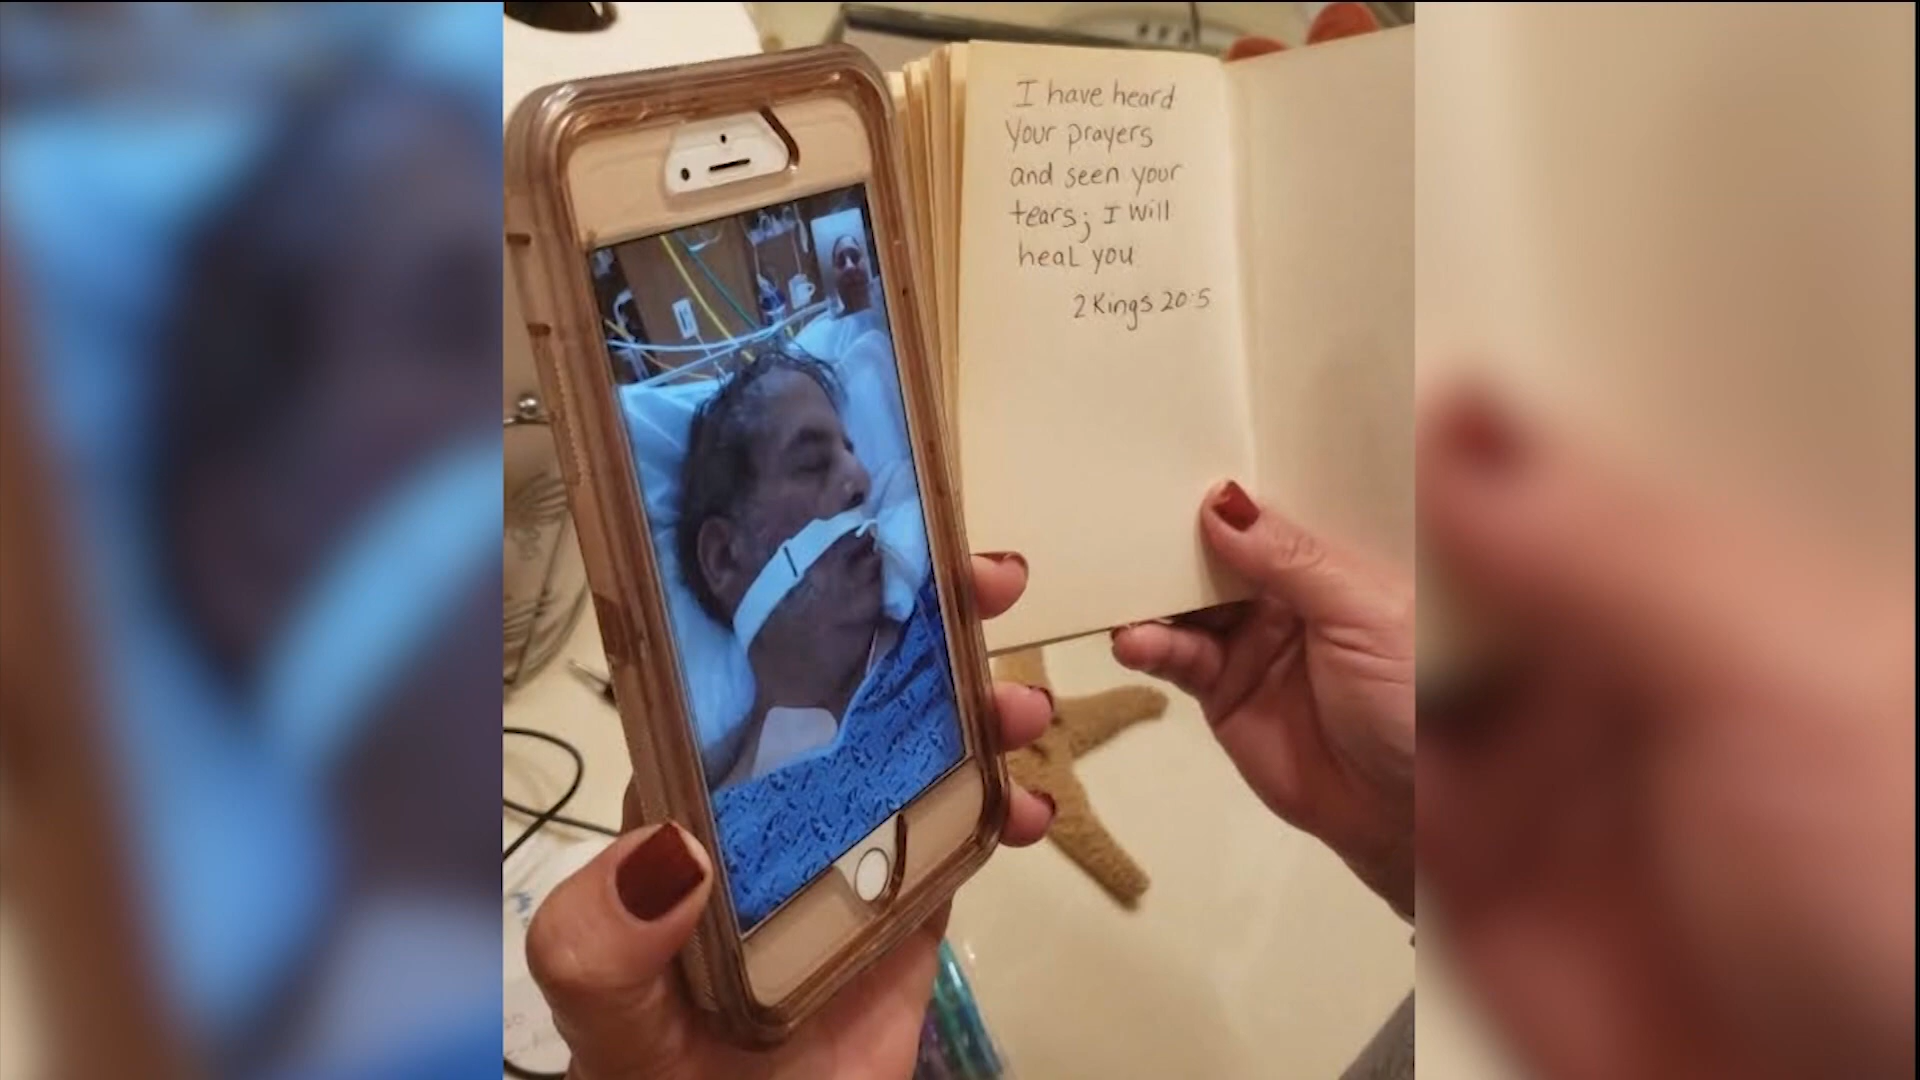 I have heard
Your prayers
and seen your
tears; I will
heal you
2 Kings 20:5